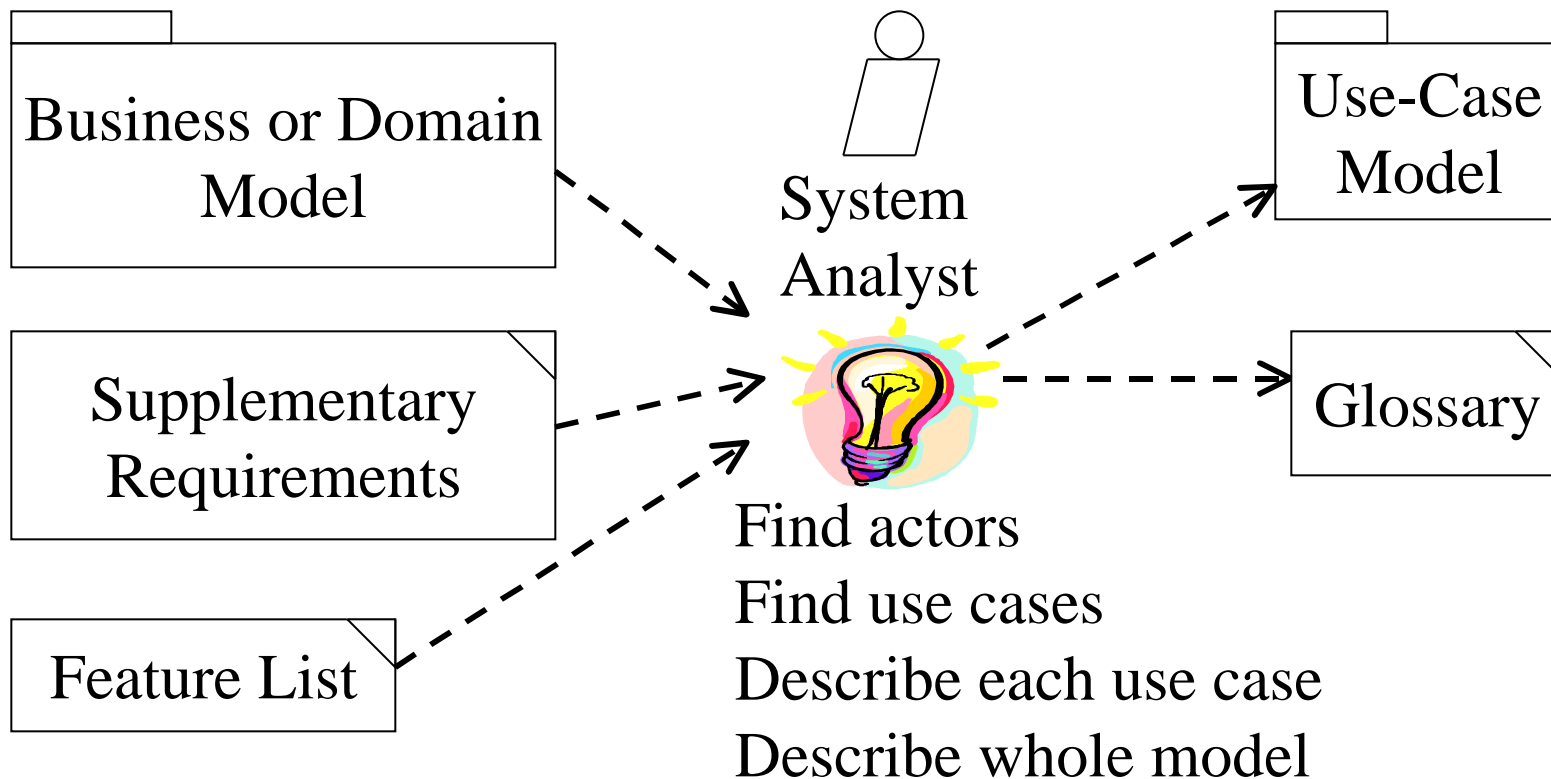 Business or Domain
Model
System
Analyst
Use-Case
Model
Supplementary
Requirements
Glossary
Feature List
Find actors
Find use cases
Describe each use case
Describe whole model